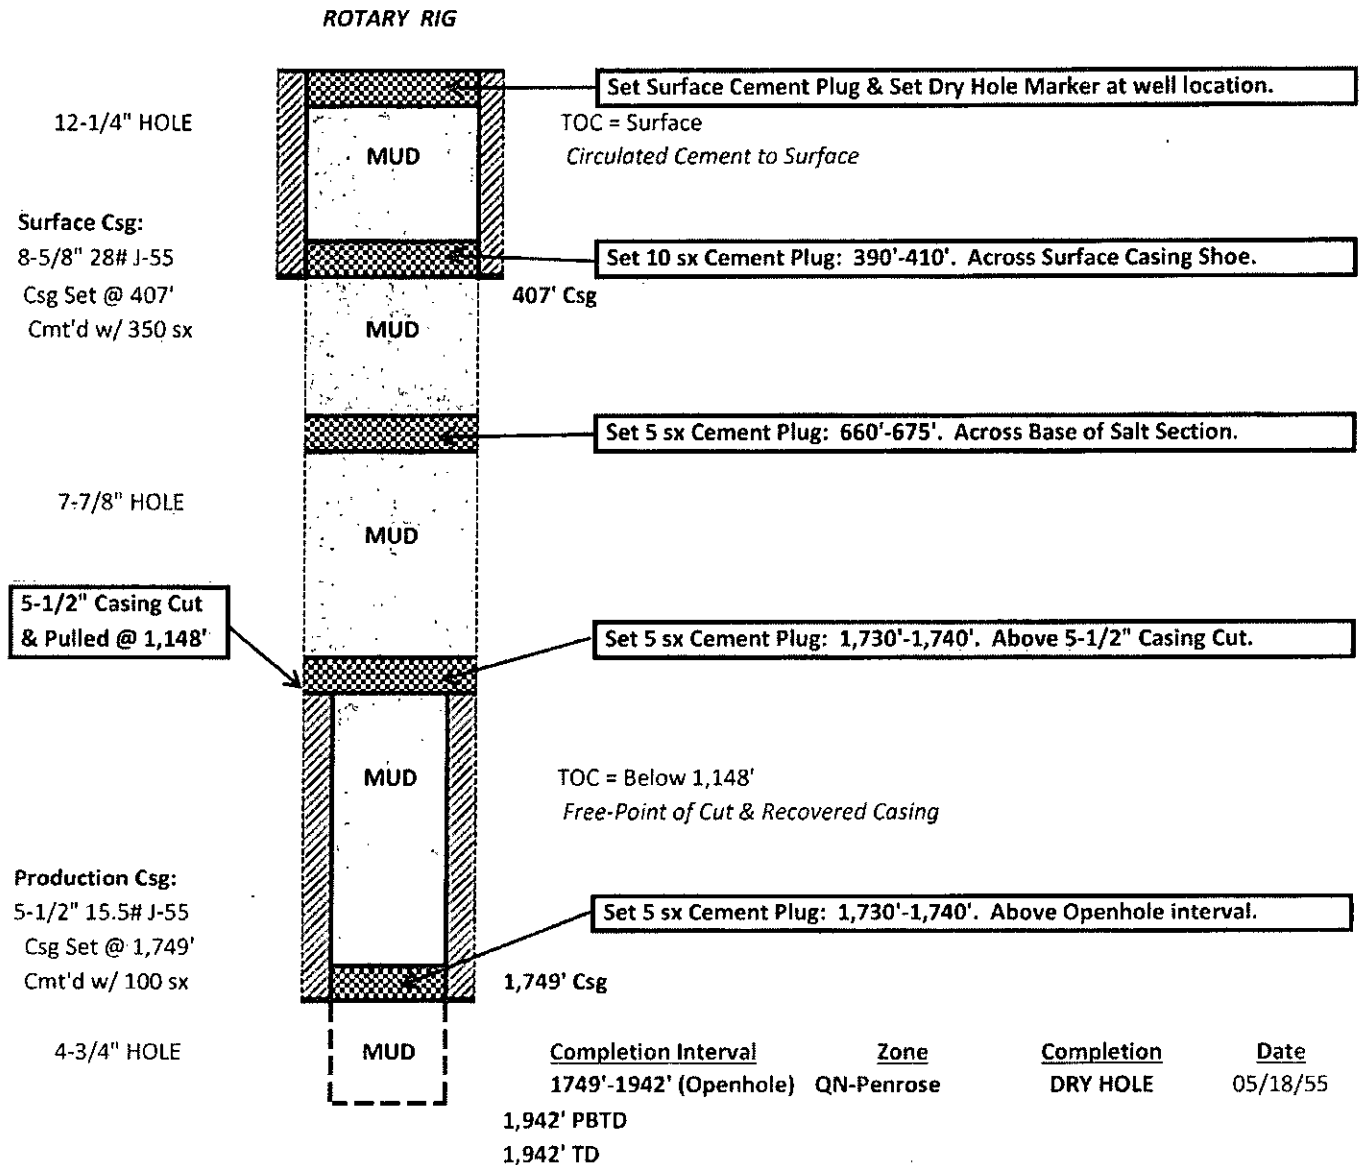 ROTARY RIG
Set Surface Cement Plug & Set Dry Hole Marker at well location.
12-1/4" HOLE
TOC = Surface
MUD
Circulated Cement to Surface
Surface Csg:
8-5/8" 28# J-55
Set 10 sx Cement Plug: 390'-410'. Across Surface Casing Shoe.
Csg Set @ 407'
407' Csg
Cmt'd w/ 350 sx
MUD
Set 5 sx Cement Plug: 660'-675'. Across Base of Salt Section.
7-7/8" HOLE
MUD
5-1/2" Casing Cut
& Pulled @ 1,148'
Set 5 sx Cement Plug: 1,730'-1,740'. Above 5-1/2" Casing Cut.
MUD
TOC = Below 1,148'
Free-Point of Cut & Recovered Casing
Production Csg:
5-1/2" 15.5# J-55
Set 5 sx Cement Plug: 1,730'-1,740'. Above Openhole interval.
Csg Set @ 1,749'
Cmt'd w/ 100 sx
1,749' Csg
4-3/4" HOLE
MUD
Completion Interval Zone Completion Date
1749'-1942' (Openhole) QN-Penrose DRY HOLE 05/18/55
1,942' PBTD
1,942' TD